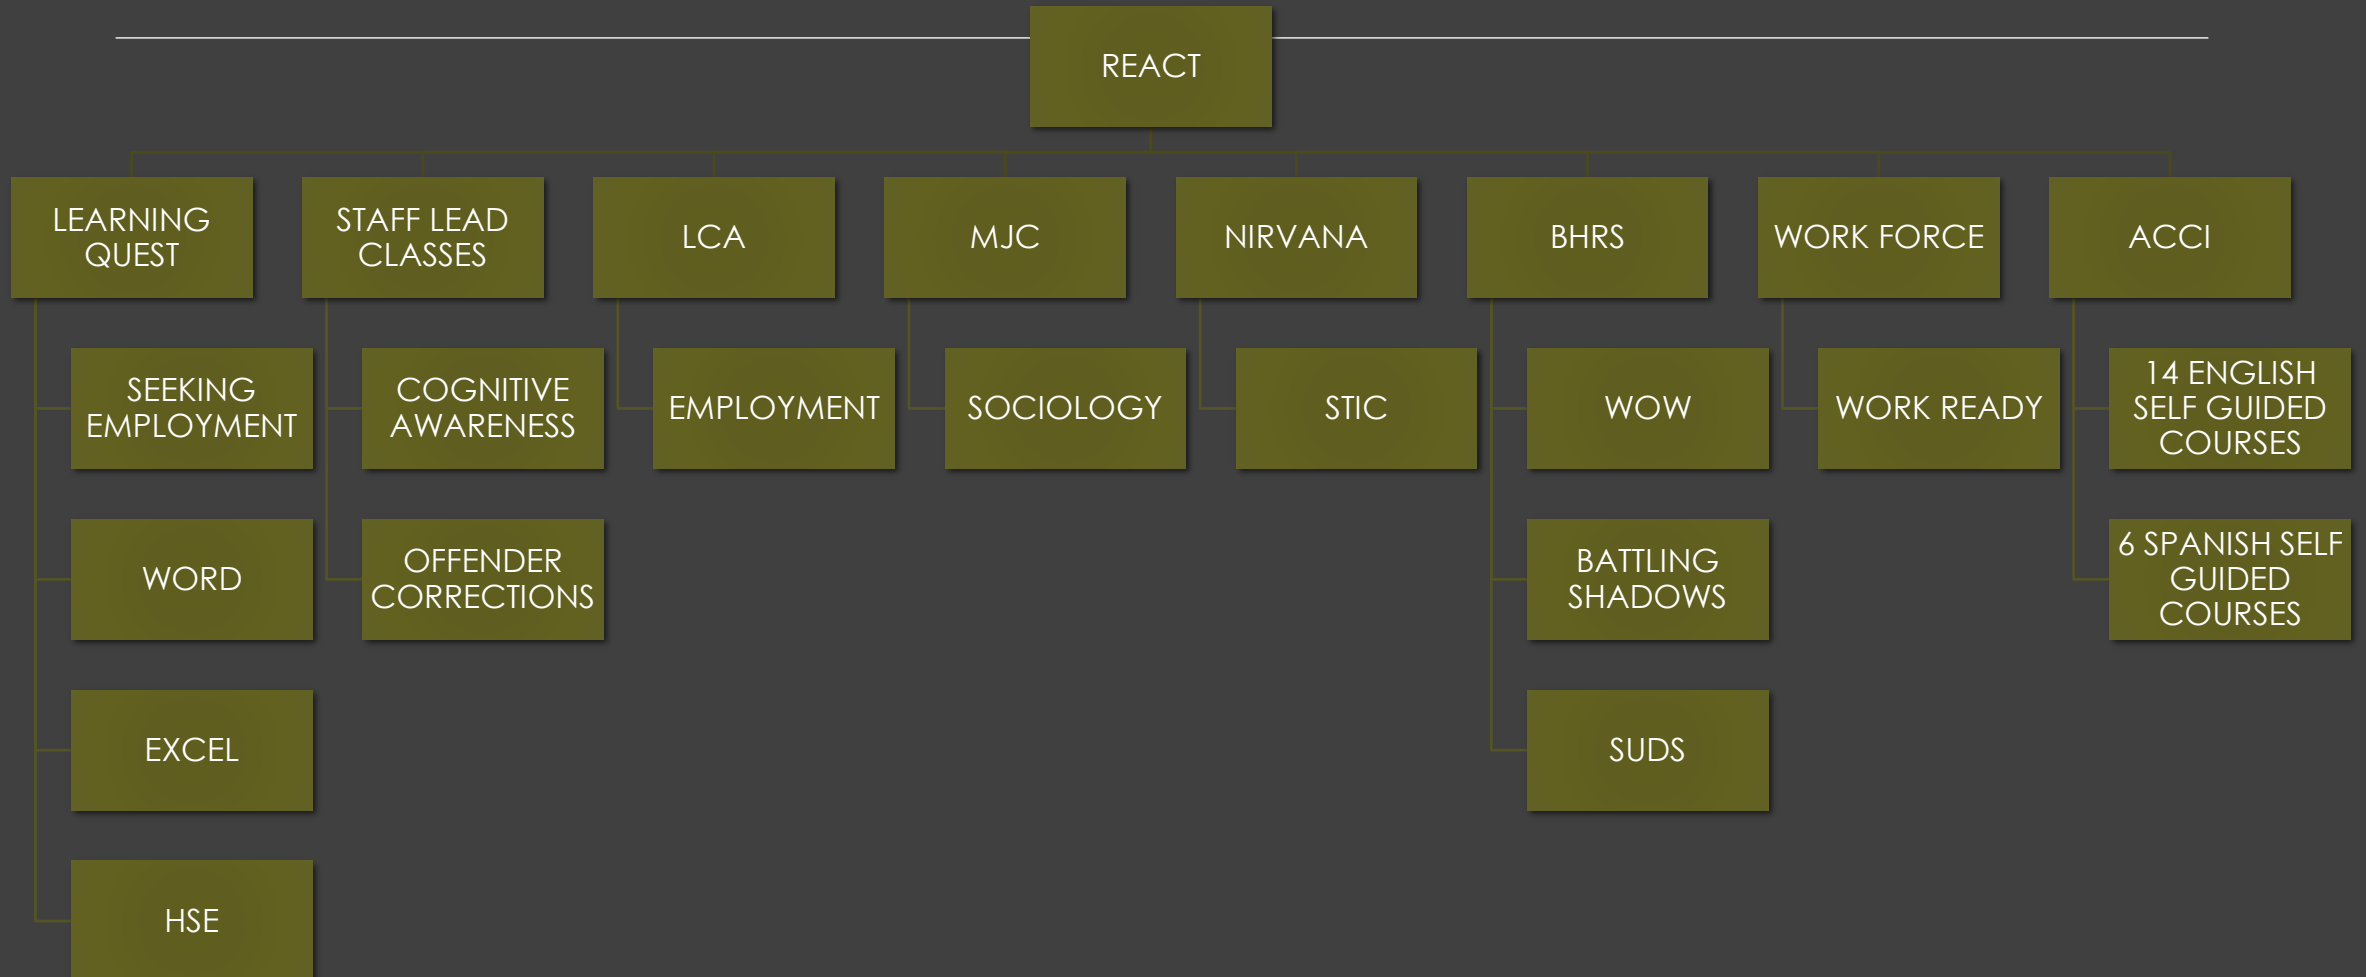 REACT
LEARNING
QUEST
STAFF LEAD
CLASSES
LCA
MJC
NIRVANA
BHRS
WORK FORCE
ACCI
SEEKING
EMPLOYMENT
COGNITIVE
AWARENESS
EMPLOYMENT
SOCIOLOGY
STIC
WOW
WORK READY
14 ENGLISH
SELF GUIDED
COURSES
WORD
OFFENDER
CORRECTIONS
BATTLING
SHADOWS
6 SPANISH SELF
GUIDED
COURSES
EXCEL
SUDS
HSE